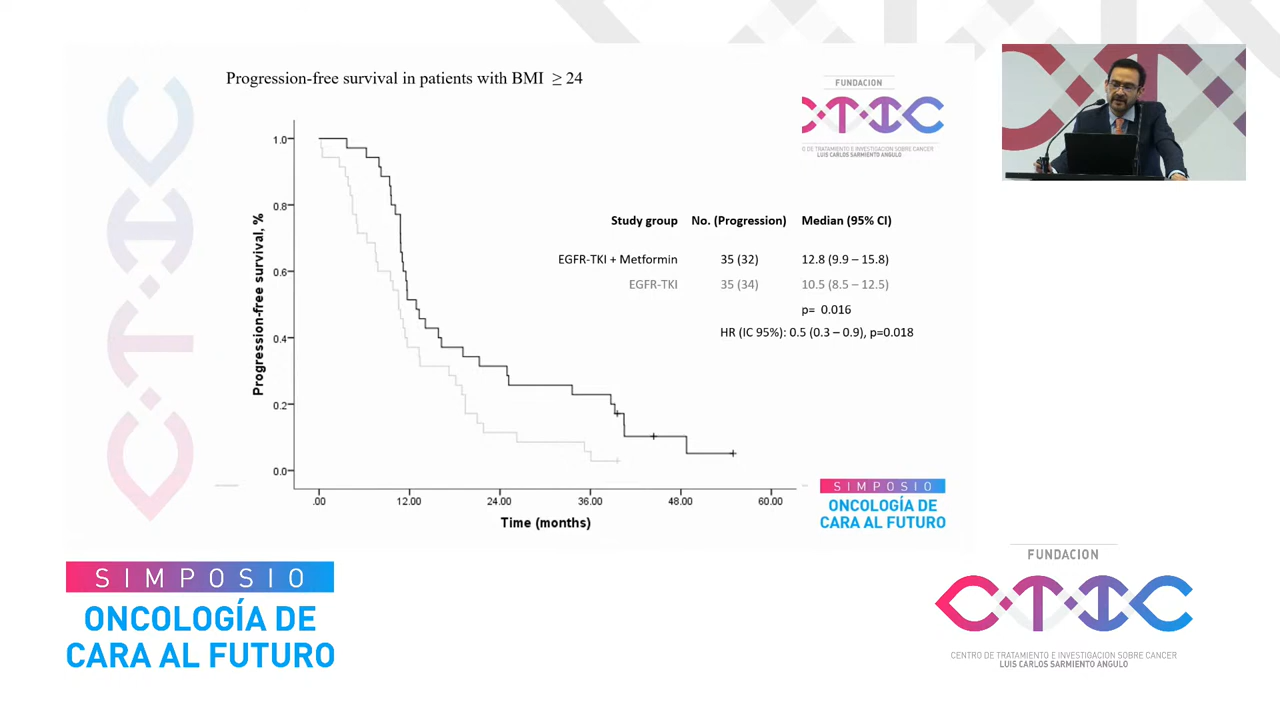 Progression-free survival in patients with BMI ≥ 24
FUNDACION
C·T·I·C
DE TRATAMIENTO E INVESTIGACION SOBRE CANCER
LUIS CARLOS SARMIENTO ANGULO
C·T·I·C
Progression-free survival, %
1.0
0.8
0.6
0.4
0.2
0.0
.00 12.00 24.00 36.00 48.00 60.00
Time (months)
Study group No. (Progression) Median (95% CI)
EGFR-TKI + Metformin 35 (32) 12.8 (9.9 – 15.8)
EGFR-TKI 35 (34) 10.5 (8.5 – 12.5)
p= 0.016
HR (IC 95%): 0.5 (0.3 – 0.9), p=0.018
SIMPOSIO
ONCOLOGÍA DE
CARA AL FUTURO
SIMPOSIO
ONCOLOGÍA DE
CARA AL FUTURO
FUNDACION
C·T·I·C
CENTRO DE TRATAMIENTO E INVESTIGACION SOBRE CANCER
LUIS CARLOS SARMIENTO ANGULO